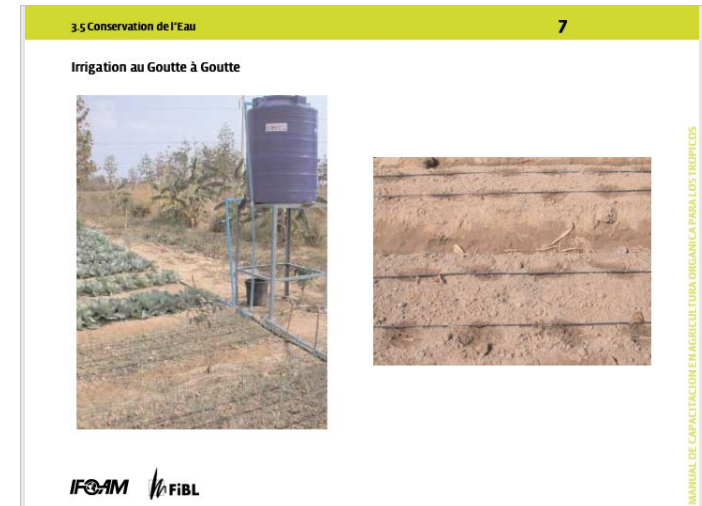 3.5 Conservation de l'Eau
7
Irrigation au Goutte à Goutte
MANUAL DE CAPACITACION EN AGRICULTURA ORGANICA PARA LOS TROPICOS
IFOAM
FiBL